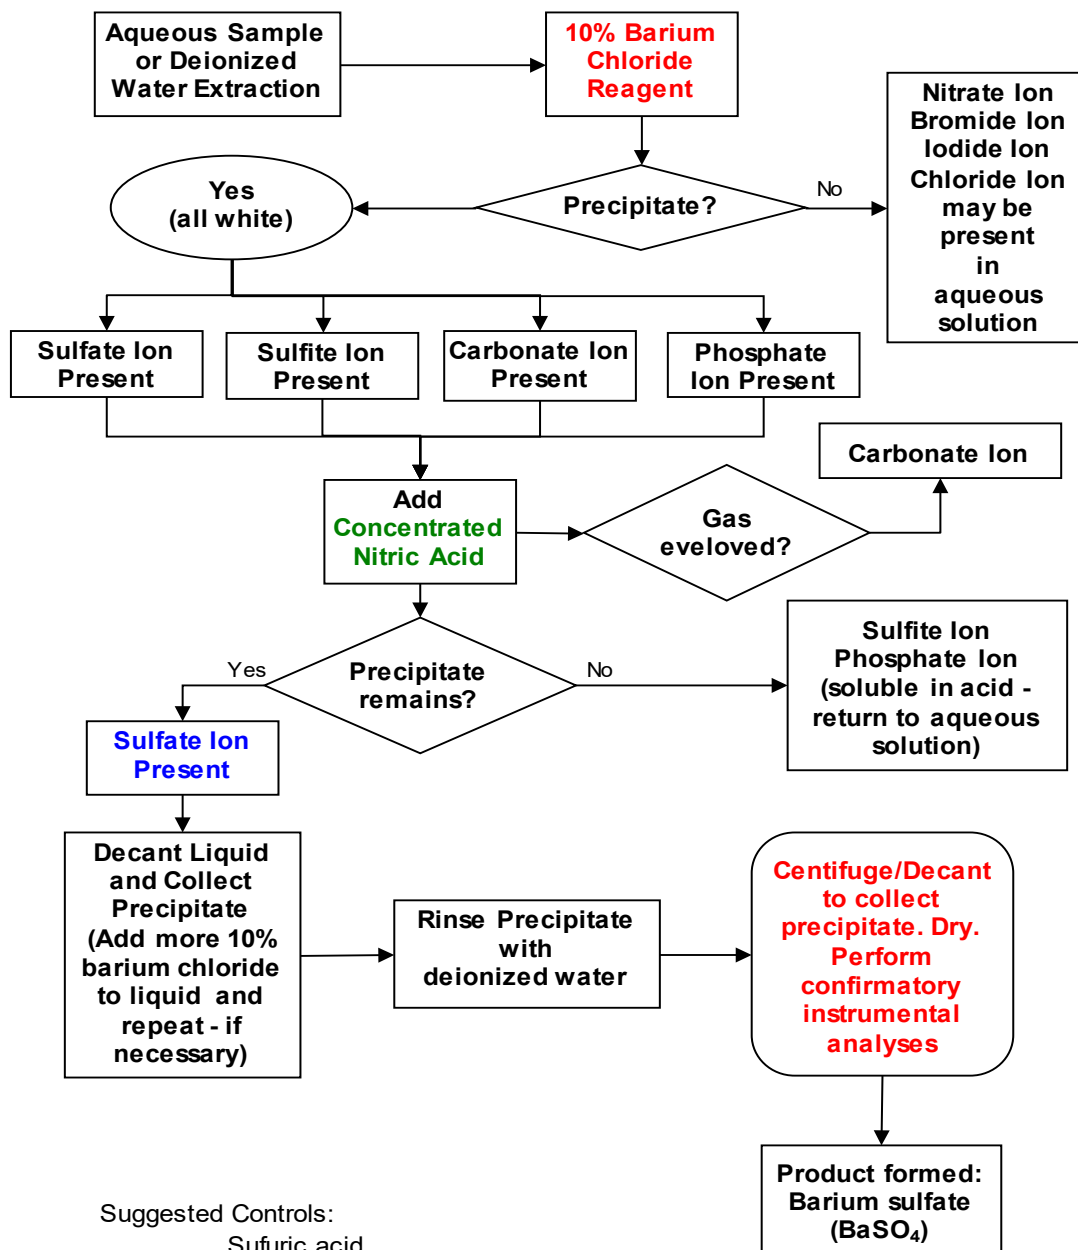 Aqueous Sample
or Deionized
Water Extraction
10% Barium
Chloride
Reagent
Nitrate Ion
Bromide Ion
Iodide Ion
Chloride Ion
may be
present
in
aqueous
solution
Precipitate?
No
Yes
(all white)
Sulfate Ion
Present
Sulfite Ion
Present
Carbonate Ion
Present
Phosphate
Ion Present
Add
Concentrated
Nitric Acid
Gas
eveloved?
Carbonate Ion
Precipitate
remains?
Yes
No
Sulfite Ion
Phosphate Ion
(soluble in acid -
return to aqueous
solution)
Sulfate Ion
Present
Decant Liquid
and Collect
Precipitate
(Add more 10%
barium chloride
to liquid and
repeat - if
necessary)
Rinse Precipitate
with
deionized water
Centifuge/Decant
to collect
precipitate. Dry.
Perform
confirmatory
instrumental
analyses
Product formed:
Barium sulfate
(BaSO₄)
Suggested Controls:
Sufuric acid